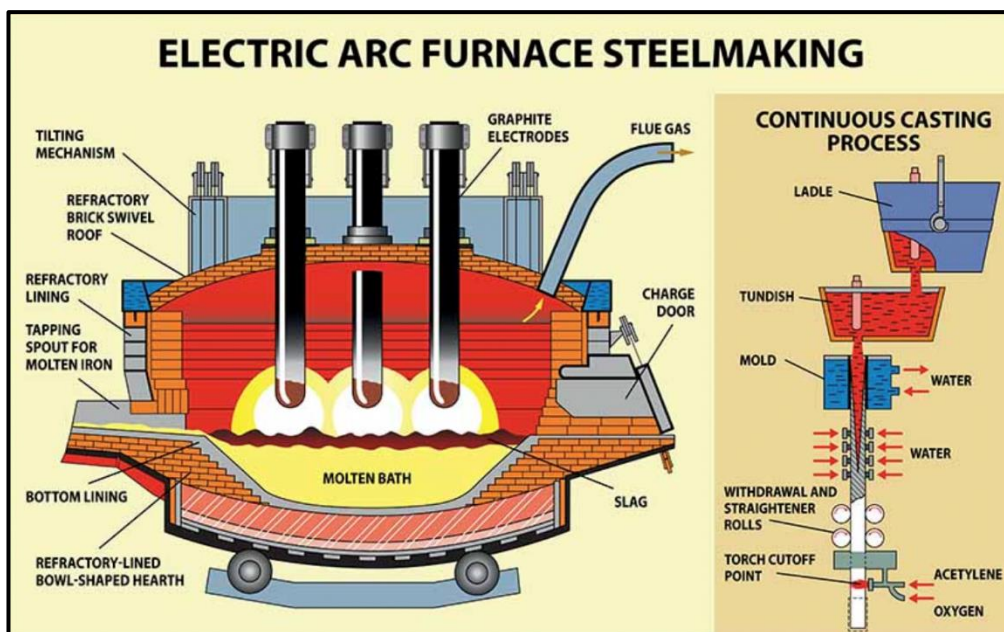 ELECTRIC ARC FURNACE STEELMAKING
TILTING
MECHANISM
REFRACTORY
BRICK SWIVEL
ROOF
REFRACTORY
LINING
TAPPING
SPOUT FOR
MOLTEN IRON
BOTTOM LINING
REFRACTORY-LINED
BOWL-SHAPED HEARTH
GRAPHITE
ELECTRODES
FLUE GAS
CHARGE
DOOR
MOLTEN BATH
SLAG
CONTINUOUS CASTING
PROCESS
LADLE
TUNDISH
MOLD
WATER
WATER
WITHDRAWAL AND
STRAIGHTENER
ROLLS
TORCH CUTOFF
POINT
ACETYLENE
OXYGEN